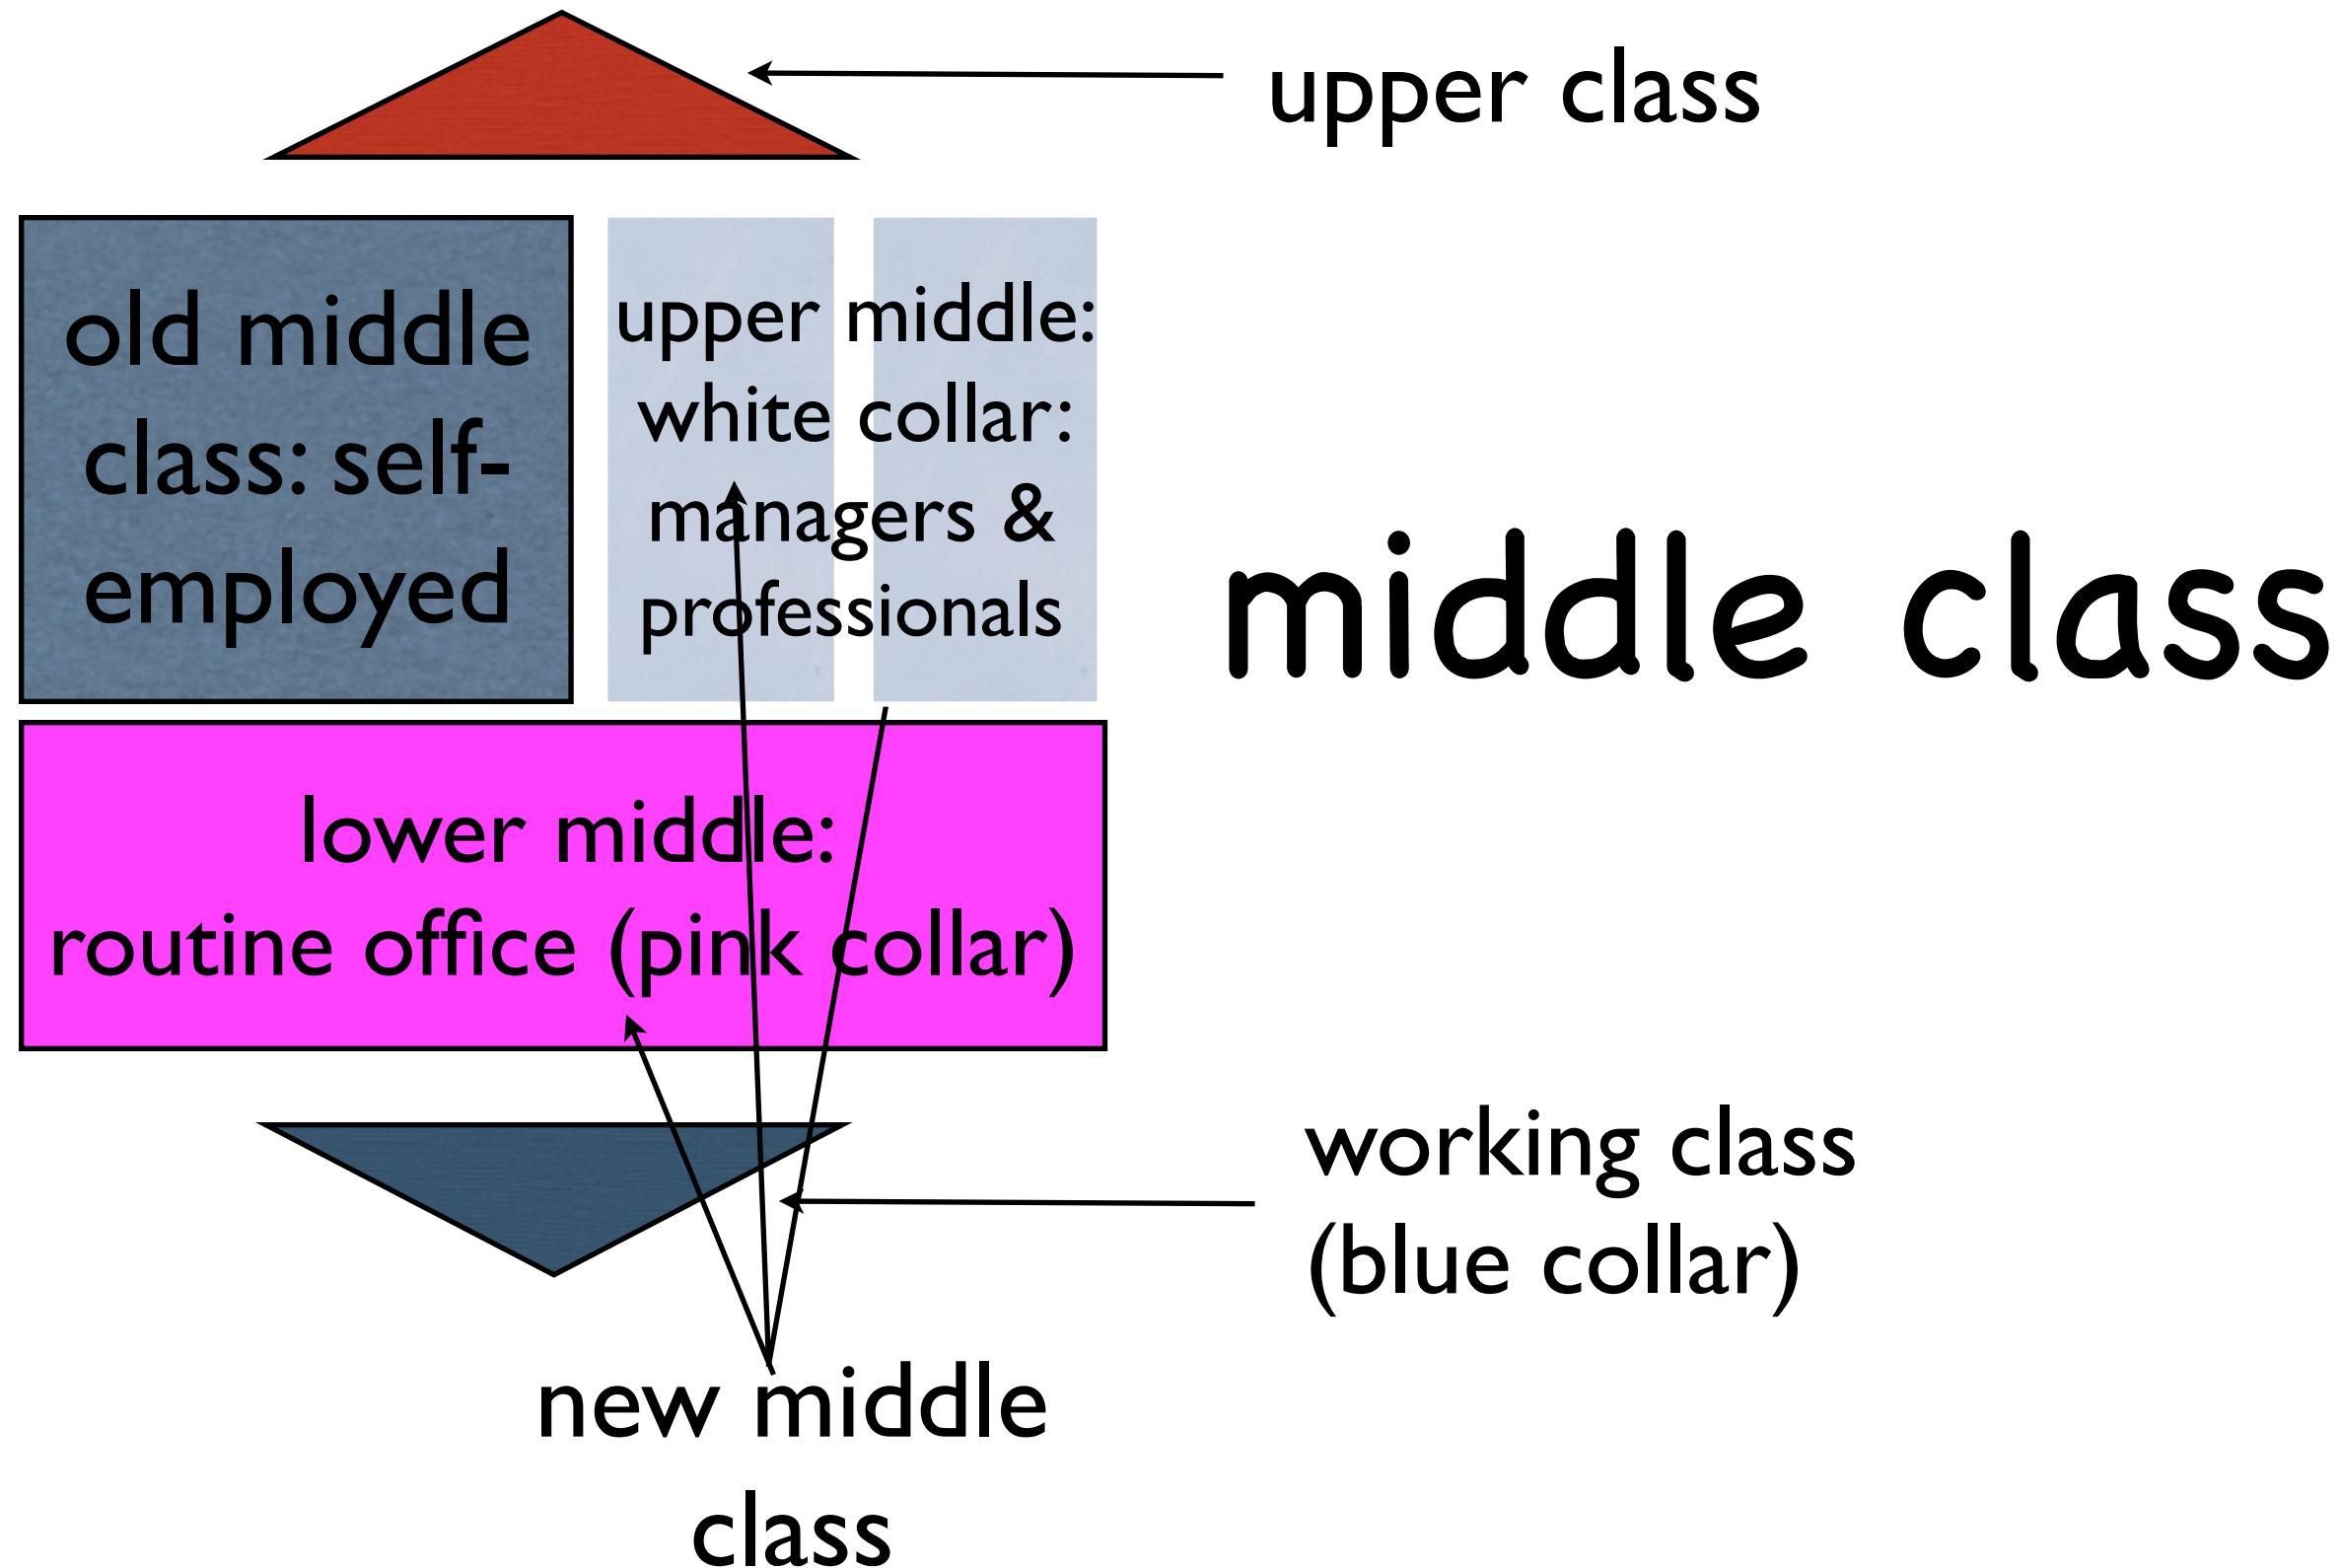 upper class
old middle
class: self-
employed
upper middle:
white collar:
managers &
professionals
middle class
lower middle:
routine office (pink collar)
working class
(blue collar)
new middle
class